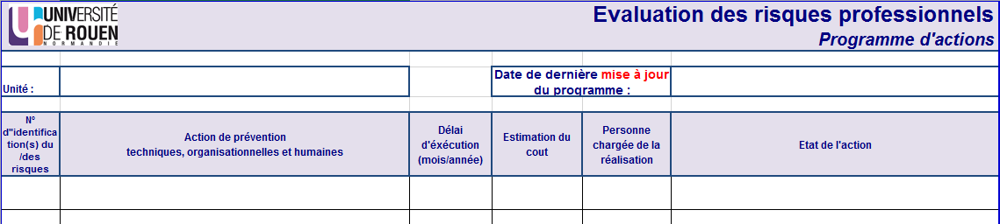 UNIVERSITÉ
DE ROUEN
NORMANDIE
Evaluation des risques professionnels
Programme d'actions
Unité :
Date de dernière mise à jour
du programme :
N°
d"identifica
tion(s) du
/des
risques
Action de prévention
techniques, organisationnelles et humaines
Délai
d'éxécution
(mois/année)
Estimation du
cout
Personne
chargée de la
réalisation
Etat de l'action